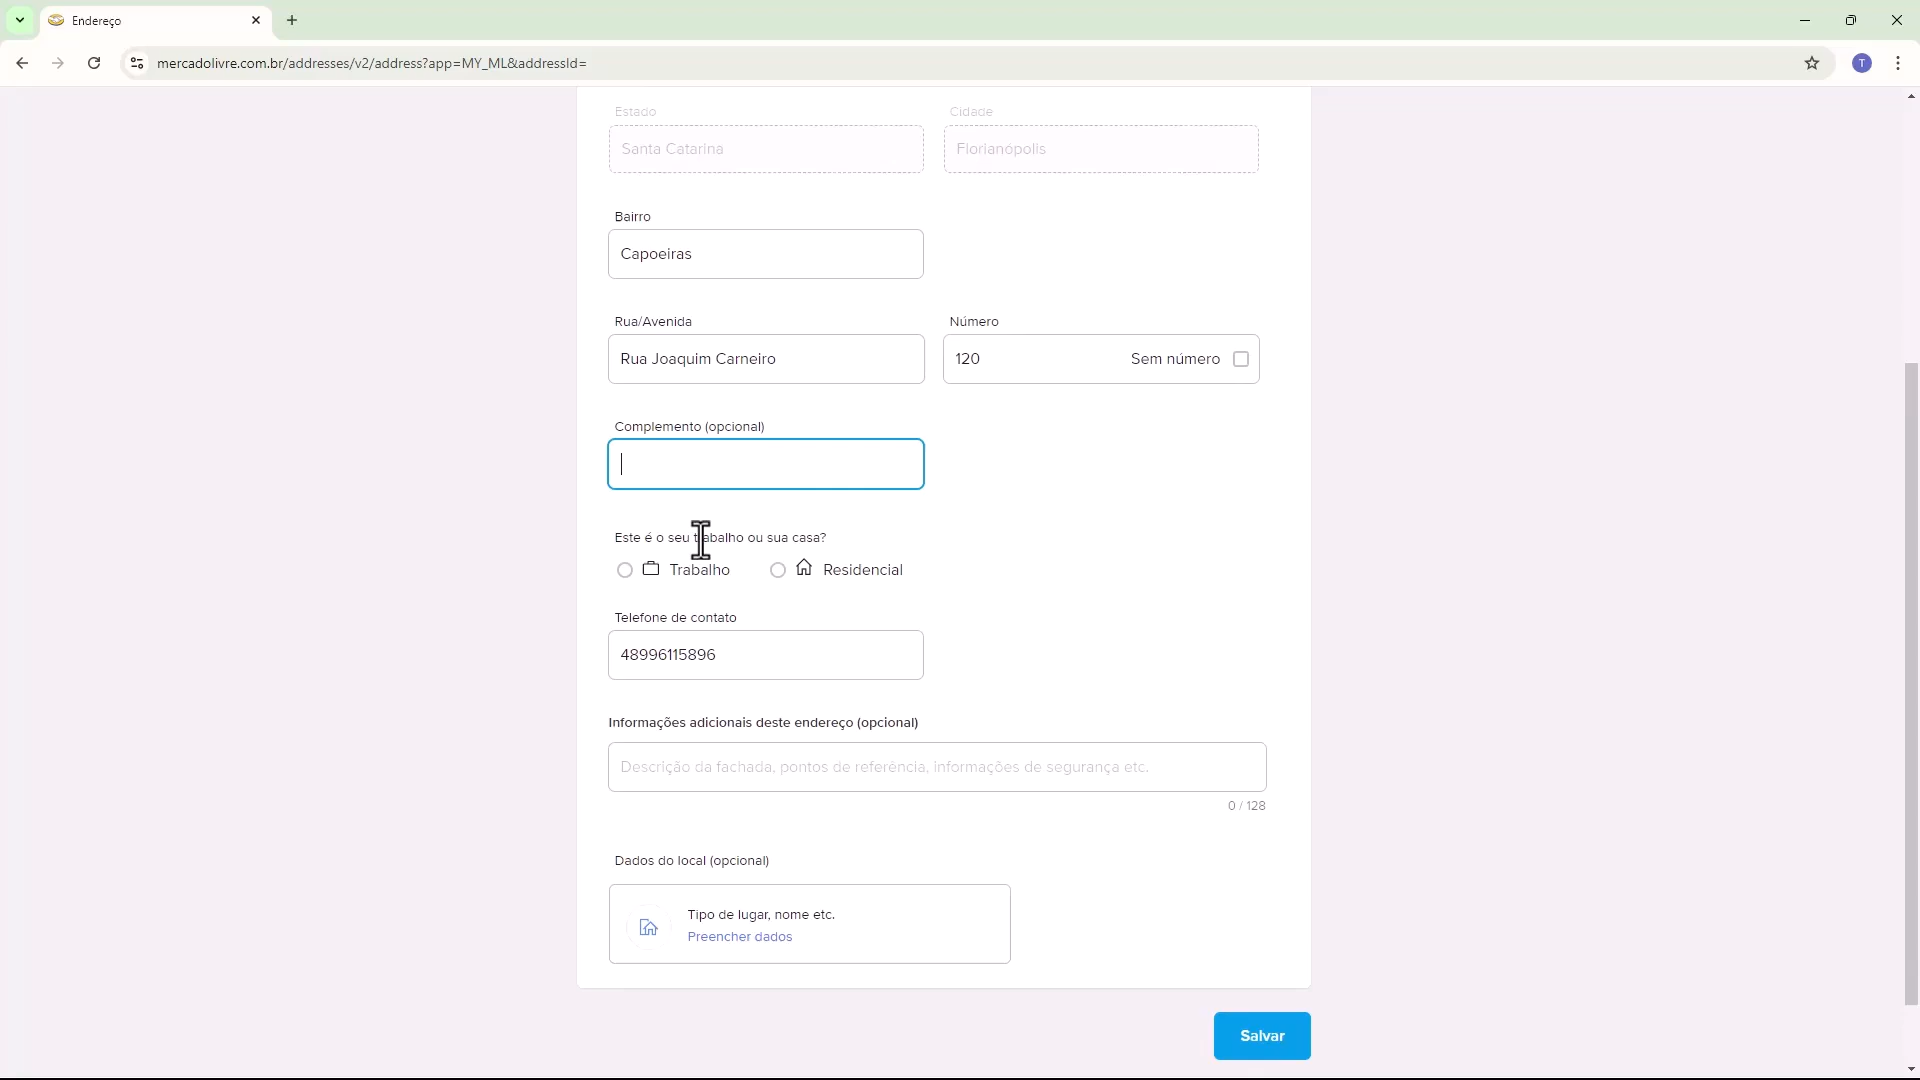 Endereço
mercadolivre.com.br/addresses/v2/address?app=MY_ML&addressId=
T
Estado
Cidade
Santa Catarina
Florianópolis
Bairro
Capoeiras
Rua/Avenida
Número
Rua Joaquim Carneiro
120
Sem número
Complemento (opcional)
Este é o seu trabalho ou sua casa?
Trabalho
Residencial
Telefone de contato
48996115896
Informações adicionais deste endereço (opcional)
Descrição da fachada, pontos de referência, informações de segurança etc.
0 / 128
Dados do local (opcional)
Tipo de lugar, nome etc.
Preencher dados
Salvar